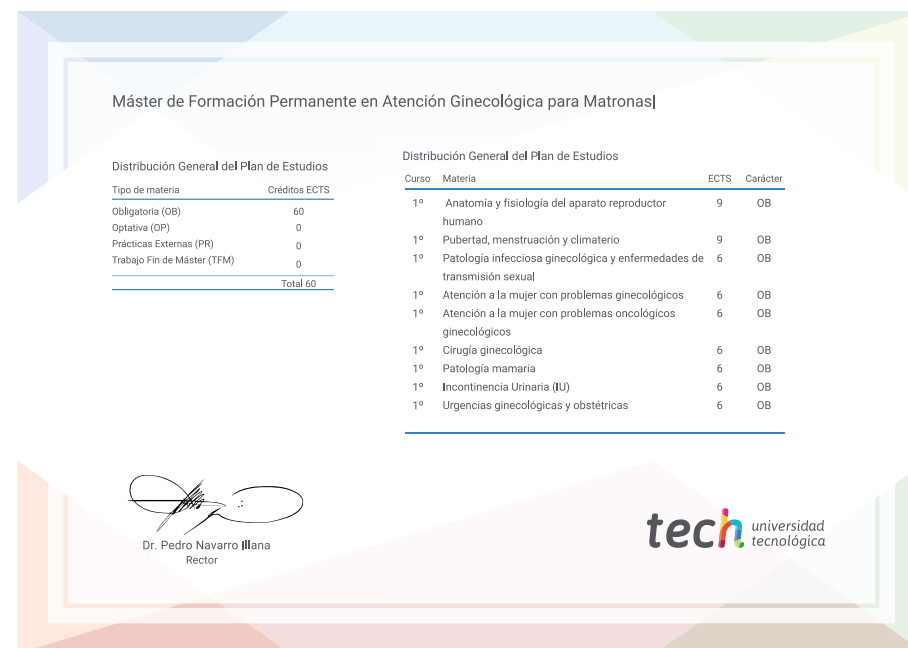 Máster de Formación Permanente en Atención Ginecológica para Matronas
Distribución General del Plan de Estudios
Tipo de materia Créditos ECTS
Obligatoria (OB) 60
Optativa (OP) 0
Prácticas Externas (PR) 0
Trabajo Fin de Máster (TFM) 0
Total 60
Distribución General del Plan de Estudios
Curso Materia ECTS Carácter
1º Anatomía y fisiología del aparato reproductor 9 OB
humano
1º Pubertad, menstruación y climaterio 9 OB
1º Patología infecciosa ginecológica y enfermedades de 6 OB
transmisión sexual
1º Atención a la mujer con problemas ginecológicos 6 OB
1º Atención a la mujer con problemas oncológicos 6 OB
ginecológicos
1º Cirugía ginecológica 6 OB
1º Patología mamaria 6 OB
1º Incontinencia Urinaria (IU) 6 OB
1º Urgencias ginecológicas y obstétricas 6 OB
Dr. Pedro Navarro Illana
Rector
tech universidad
tecnológica